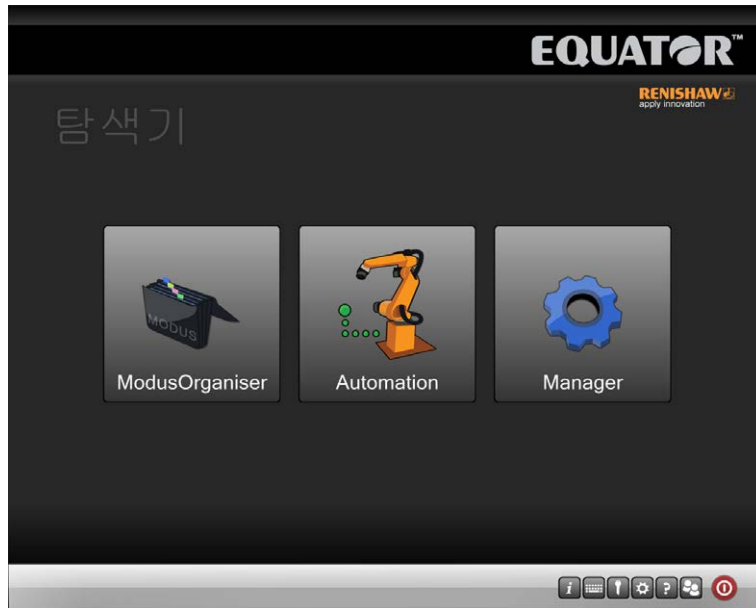 EQUATOR™
RENISHAW
apply innovation
탐색기
MODUS
ModusOrganiser
Automation
Manager